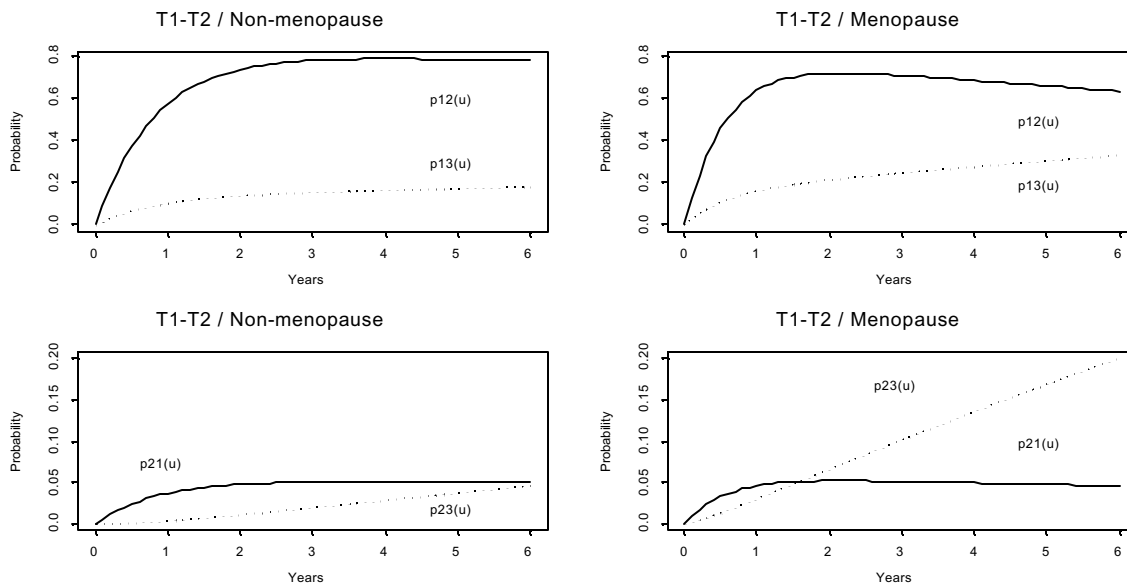 T1-T2 / Non-menopause
Probability
0.0 0.2 0.4 0.6 0.8
p12(u)
p13(u)
0 1 2 3 4 5 6
Years
T1-T2 / Menopause
Probability
0.0 0.2 0.4 0.6 0.8
p12(u)
p13(u)
0 1 2 3 4 5 6
Years
T1-T2 / Non-menopause
Probability
0.0 0.05 0.10 0.15 0.20
p21(u)
p23(u)
0 1 2 3 4 5 6
Years
T1-T2 / Menopause
Probability
0.0 0.05 0.10 0.15 0.20
p23(u)
p21(u)
0 1 2 3 4 5 6
Years